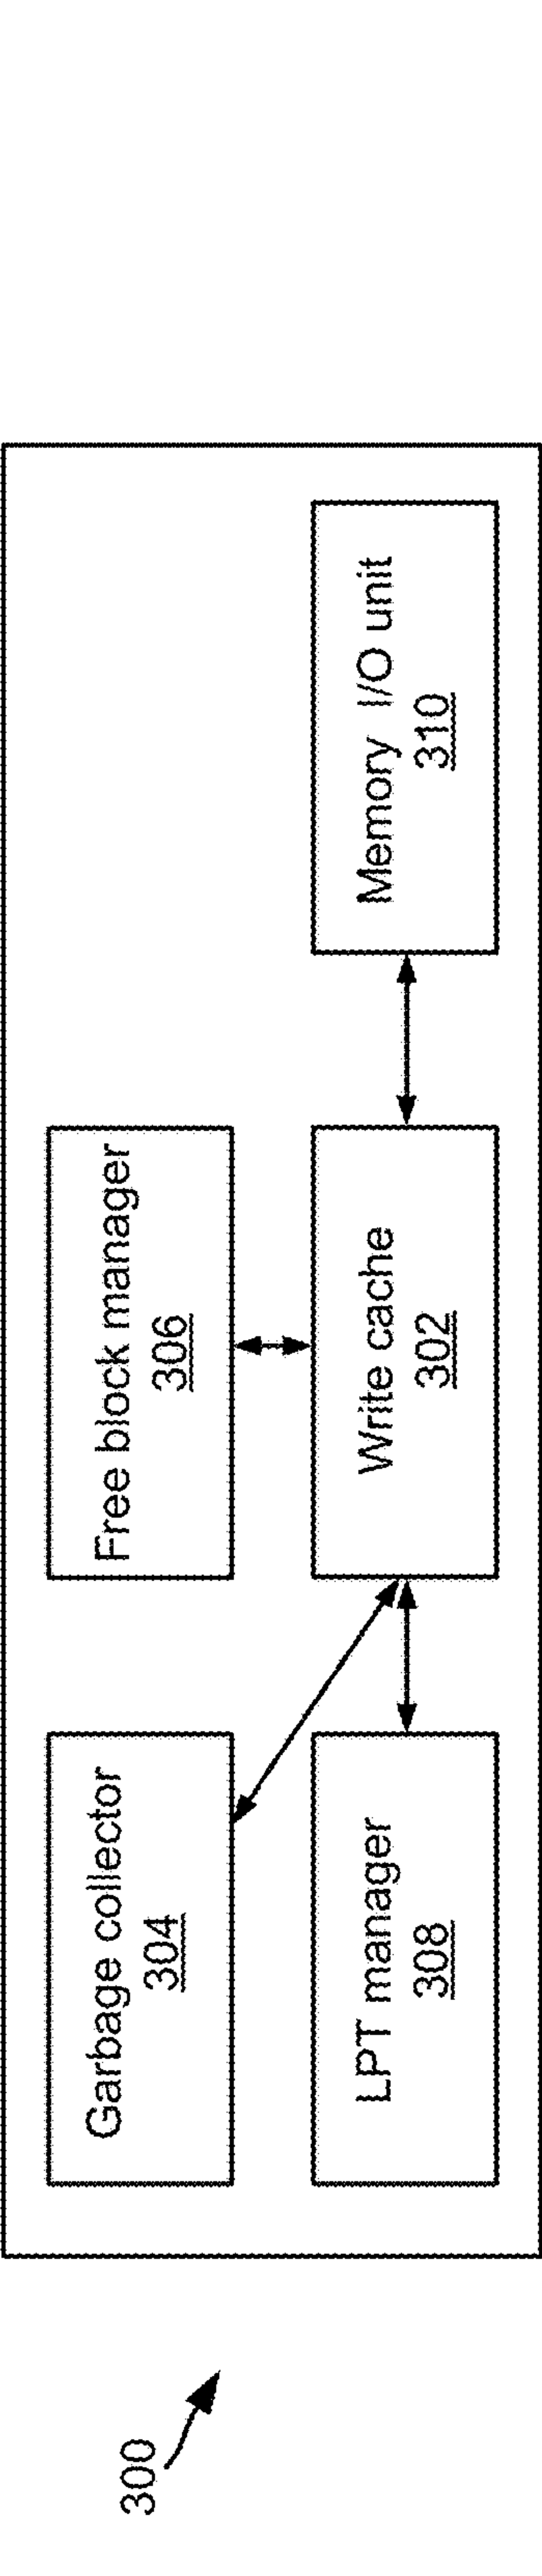 300
Garbage collector
304
Free block manager
306
LPT manager
308
Write cache
302
Memory I/O unit
310